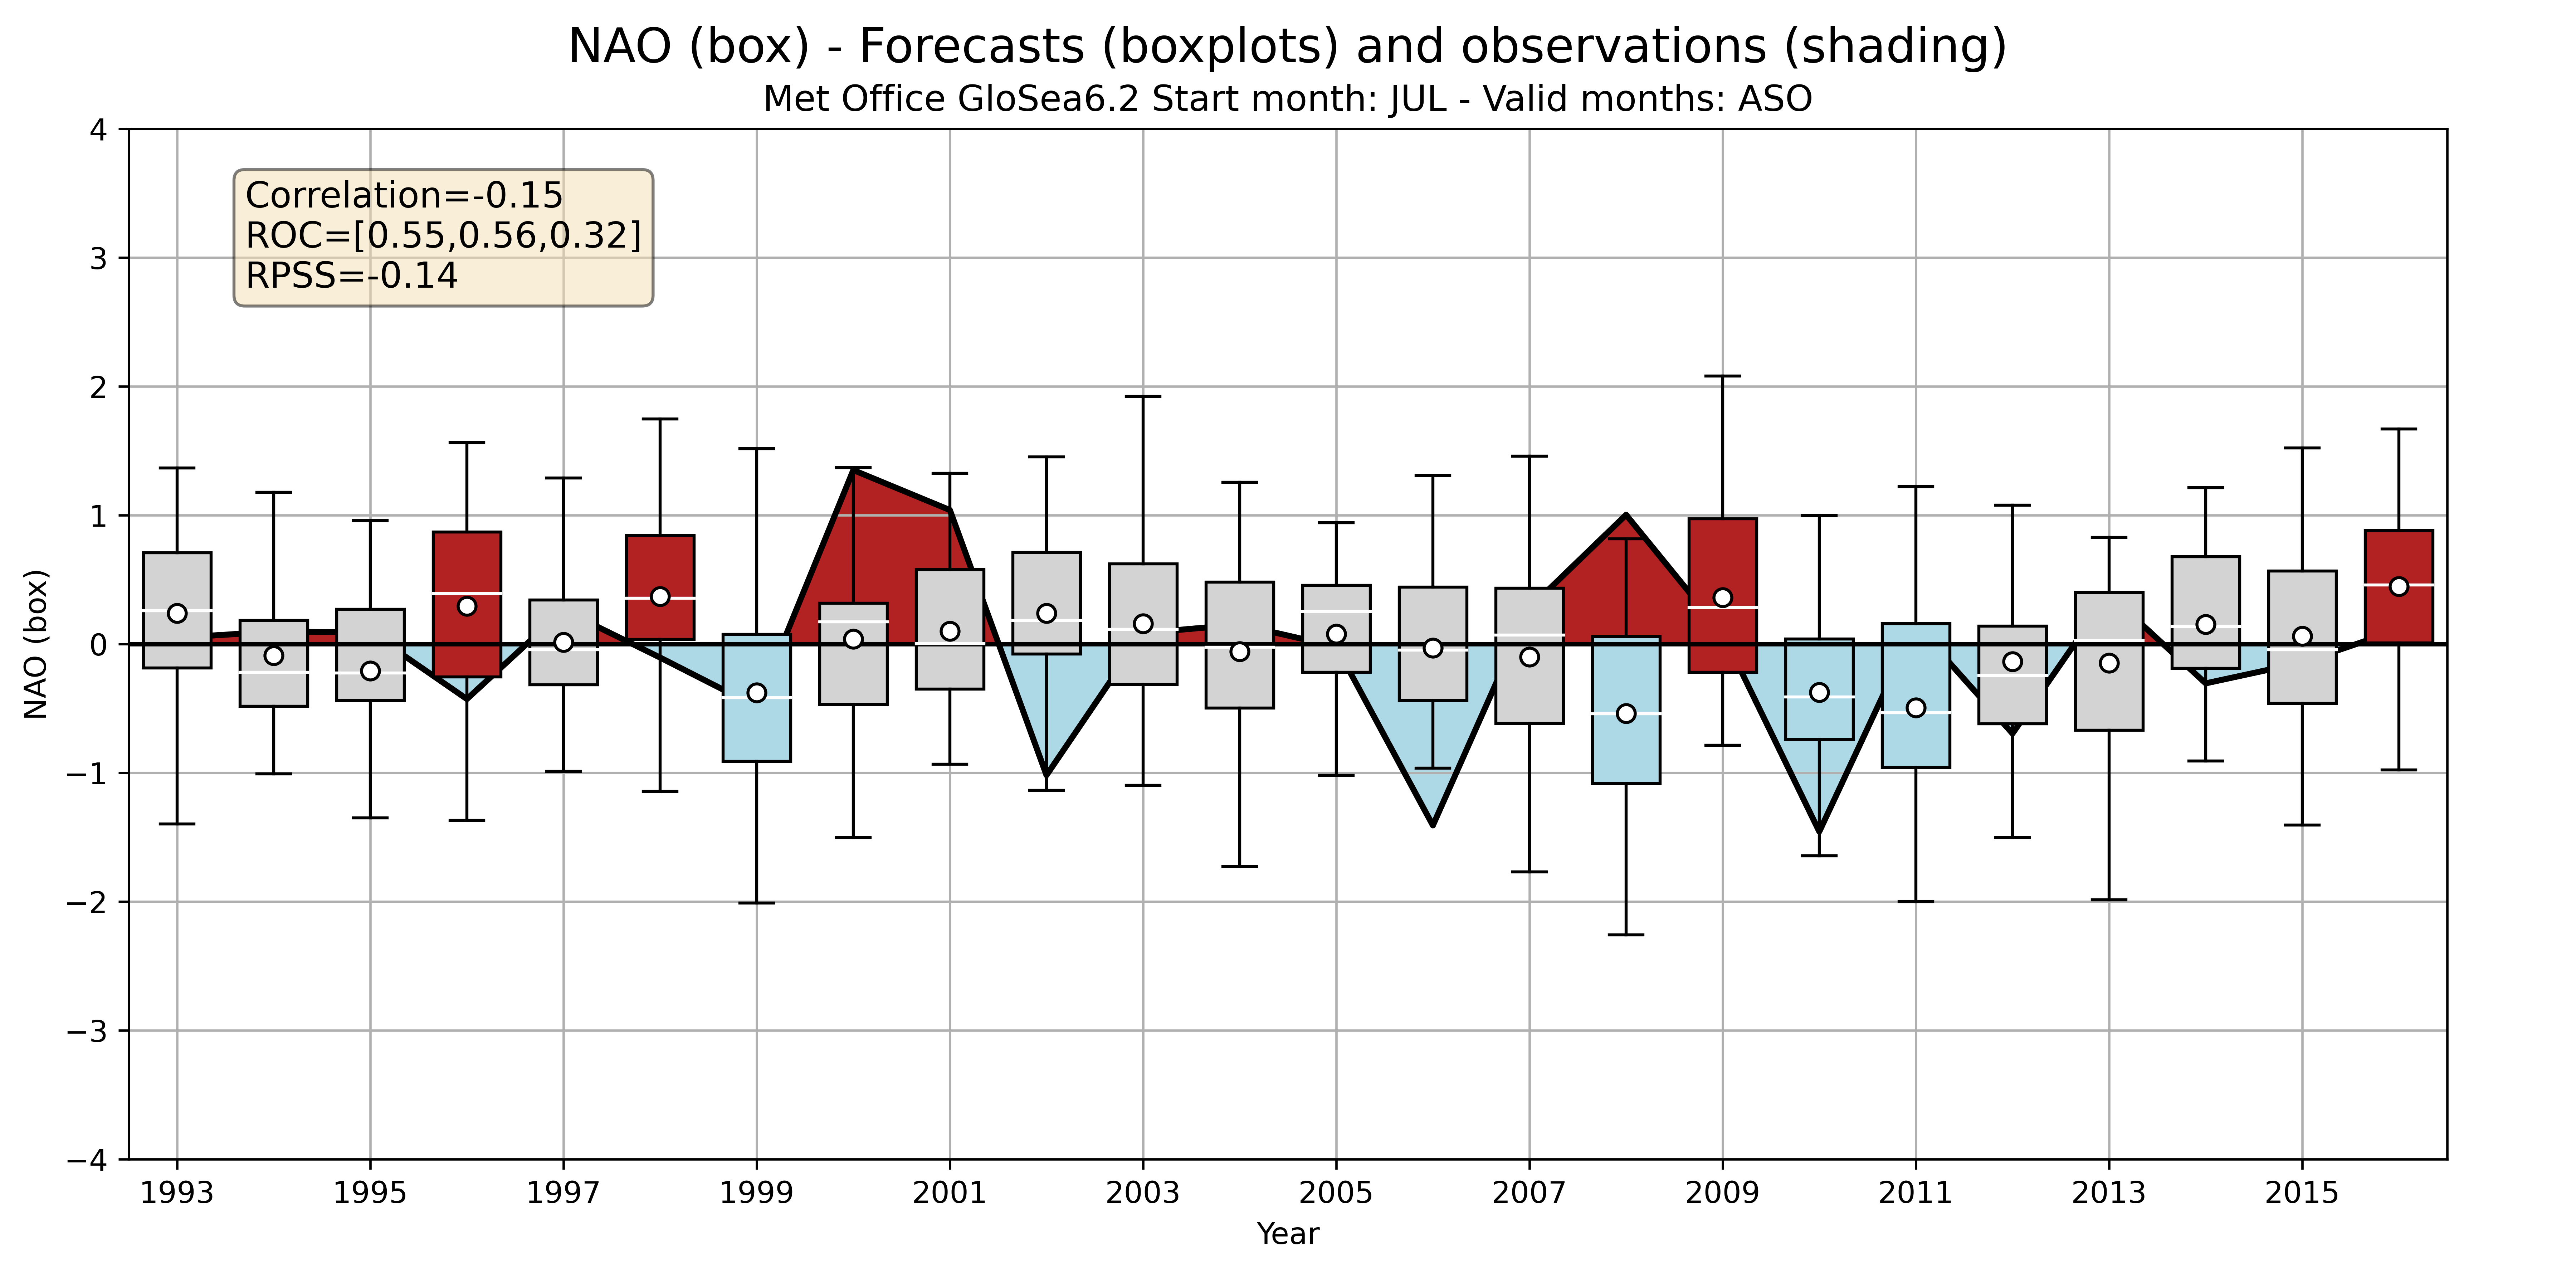 NAO (box) - Forecasts (boxplots) and observations (shading)
Met Office GloSea6.2 Start month: JUL - Valid months: ASO
Correlation=-0.15
ROC=[0.55,0.56,0.32]
RPSS=-0.14
NAO (box)
4
3
2
1
0
−1
−2
−3
−4
1993 1995 1997 1999 2001 2003 2005 2007 2009 2011 2013 2015
Year